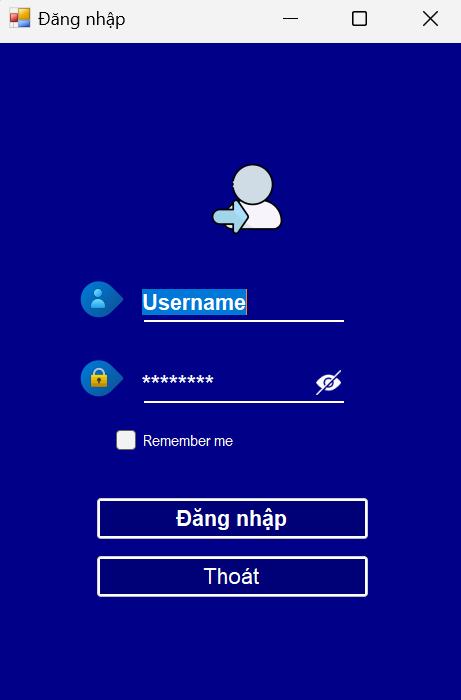 Đăng nhập
Username
********
Remember me
Đăng nhập
Thoát